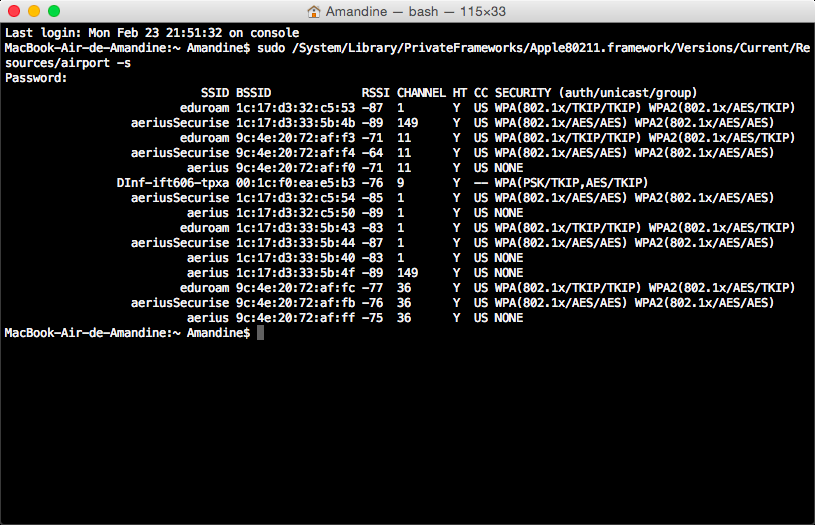 Amandine — bash — 115×33
Last login: Mon Feb 23 21:51:32 on console
MacBook-Air-de-Amandine:~ Amandine$ sudo /System/Library/PrivateFrameworks/Apple80211.framework/Versions/Current/Re
sources/airport -s
Password:
SSID BSSID RSSI CHANNEL HT CC SECURITY (auth/unicast/group)
eduroam 1c:17:d3:32:c5:53 -87 1 Y US WPA(802.1x/TKIP/TKIP) WPA2(802.1x/AES/TKIP)
aeriusSecurise 1c:17:d3:33:5b:4b -89 149 Y US WPA(802.1x/AES/AES) WPA2(802.1x/AES/AES)
eduroam 9c:4e:20:72:af:f3 -71 11 Y US WPA(802.1x/TKIP/TKIP) WPA2(802.1x/AES/TKIP)
aeriusSecurise 9c:4e:20:72:af:f4 -64 11 Y US WPA(802.1x/AES/AES) WPA2(802.1x/AES/AES)
aerius 9c:4e:20:72:af:f0 -71 11 Y US NONE
DInf-ift606-tpxa 00:1c:f0:ea:e5:b3 -76 9 Y -- WPA(PSK/TKIP,AES/TKIP)
aeriusSecurise 1c:17:d3:32:c5:54 -85 1 Y US WPA(802.1x/AES/AES) WPA2(802.1x/AES/AES)
aerius 1c:17:d3:32:c5:50 -89 1 Y US NONE
eduroam 1c:17:d3:33:5b:43 -83 1 Y US WPA(802.1x/TKIP/TKIP) WPA2(802.1x/AES/TKIP)
aeriusSecurise 1c:17:d3:33:5b:44 -87 1 Y US WPA(802.1x/AES/AES) WPA2(802.1x/AES/AES)
aerius 1c:17:d3:33:5b:40 -83 1 Y US NONE
aerius 1c:17:d3:33:5b:4f -89 149 Y US NONE
eduroam 9c:4e:20:72:af:fc -77 36 Y US WPA(802.1x/TKIP/TKIP) WPA2(802.1x/AES/TKIP)
aeriusSecurise 9c:4e:20:72:af:fb -76 36 Y US WPA(802.1x/AES/AES) WPA2(802.1x/AES/AES)
aerius 9c:4e:20:72:af:ff -75 36 Y US NONE
MacBook-Air-de-Amandine:~ Amandine$